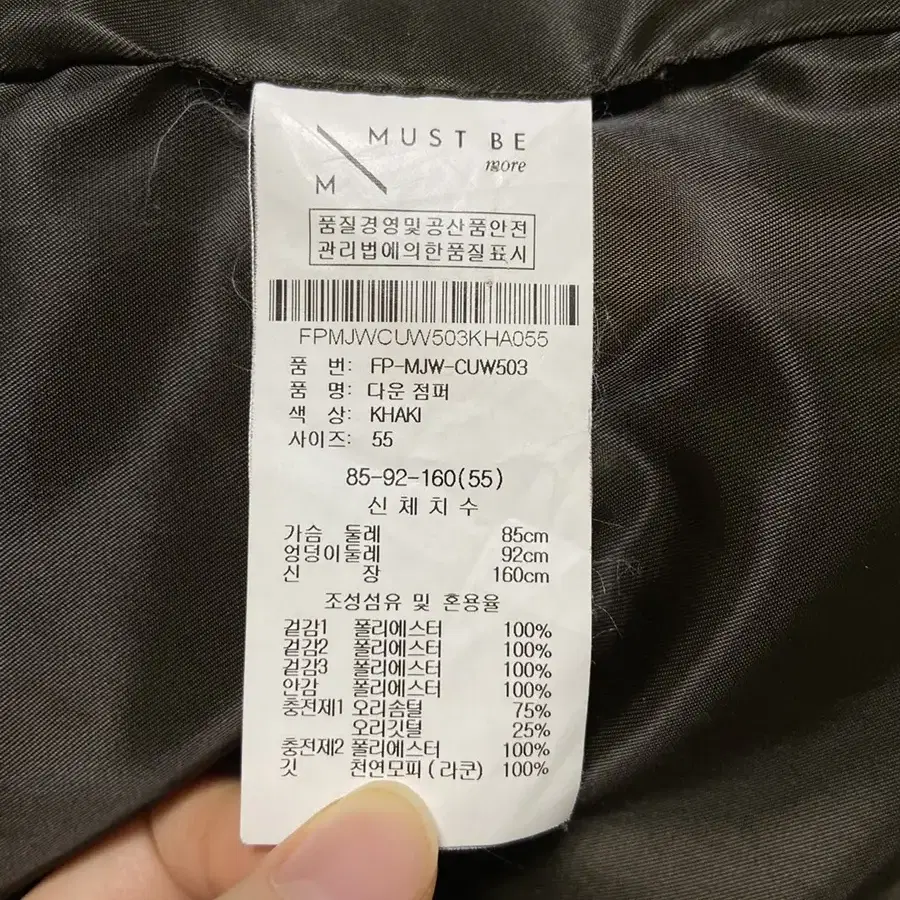 MUST BE
more
M
품질경영및공산품안전
관리법에의한품질표시
FPMJWCUW503KHA055
품 번: FP-MJW-CUW503
품 명: 다운 점퍼
색 상: KHAKI
사이즈: 55
85-92-160(55)
신체치수
가슴 둘레 85cm
엉덩이둘레 92cm
신 장 160cm
조성섬유 및 혼용율
겉감1 폴리에스터 100%
겉감2 폴리에스터 100%
겉감3 폴리에스터 100%
안감 폴리에스터 100%
충전제1 오리솜털 75%
오리깃털 25%
충전제2 폴리에스터 100%
깃 천연모피 (라쿤) 100%